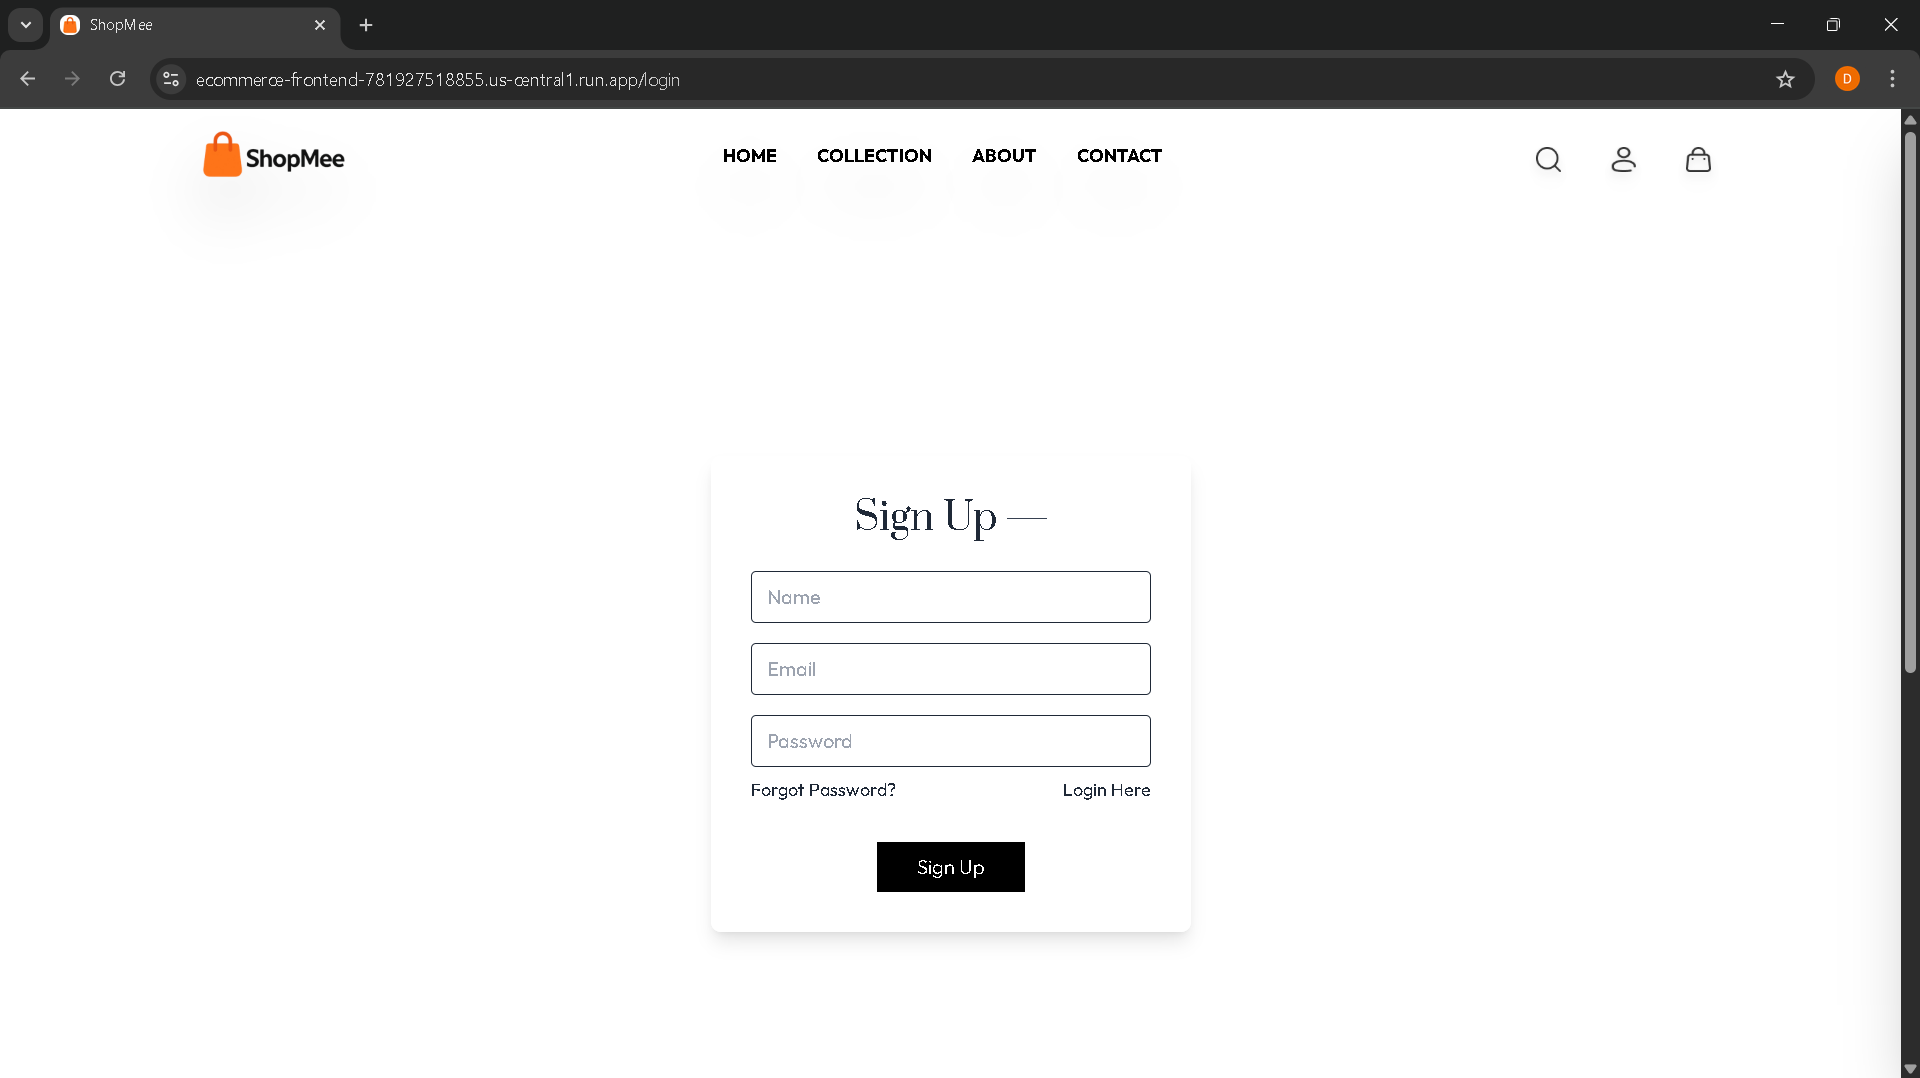 ShopMee
ecommerce-frontend-781927518855.us-central1.run.app/login
D
ShopMee
HOME
COLLECTION
ABOUT
CONTACT
Sign Up
Name
Email
Password
Forgot Password?
Login Here
Sign Up